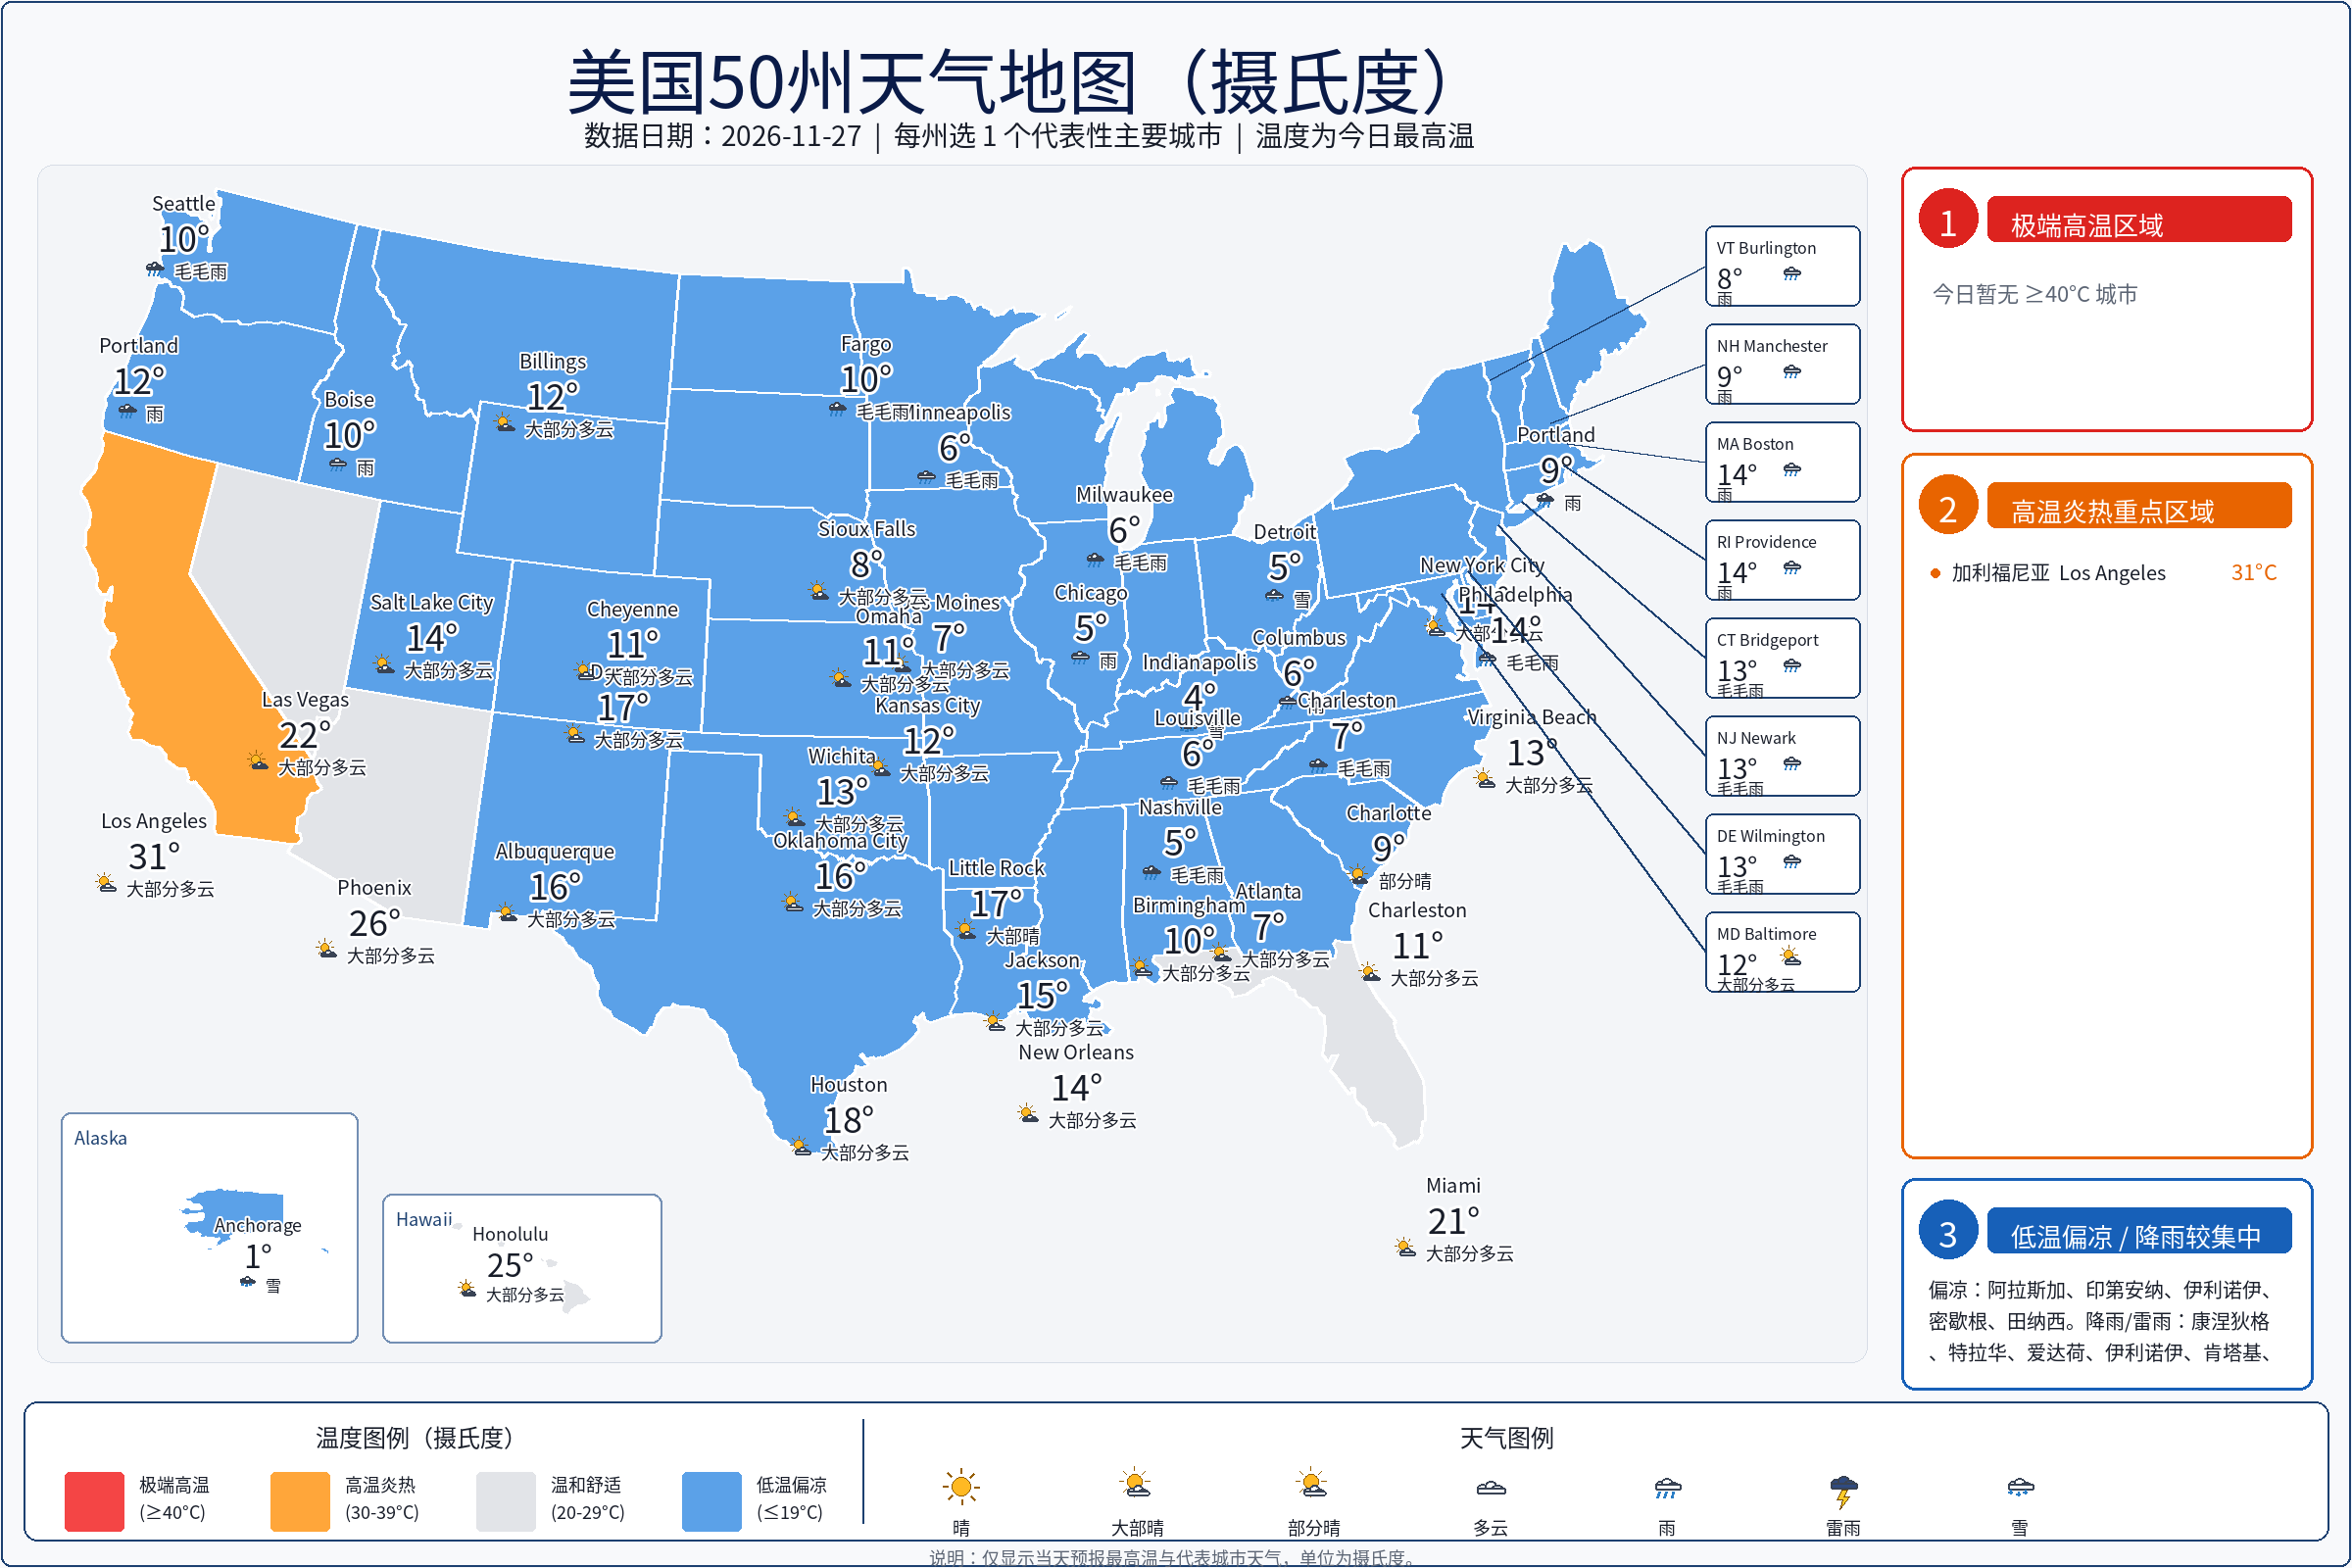 美国50州天气地图（摄氏度）
数据日期：2026-11-27 | 每州选 1 个代表性主要城市 | 温度为今日最高温
Seattle
10°
毛毛雨
Portland
12°
雨
Boise
10°
雨
Billings
12°
大部分多云
Fargo
10°
毛毛雨
Minneapolis
6°
毛毛雨
Milwaukee
6°
毛毛雨
Sioux Falls
8°
大部分多云
Detroit
5°
雪
Portland
9°
雨
New York City
14°
大部分多云
Philadelphia
14°
毛毛雨
Salt Lake City
14°
大部分多云
Cheyenne
11°
大部分多云
17°
大部分多云
Moines
7°
大部分多云
Omaha
11°
大部分多云
Chicago
5°
雨
Columbus
6°
Indianapolis
4°
雪
Kansas City
12°
大部分多云
Louisville
6°
毛毛雨
Charleston
7°
毛毛雨
Virginia Beach
13°
大部分多云
Las Vegas
22°
大部分多云
Wichita
13°
大部分多云
Los Angeles
31°
大部分多云
Phoenix
26°
大部分多云
Albuquerque
16°
大部分多云
Oklahoma City
16°
大部分多云
Little Rock
17°
大部晴
Nashville
5°
毛毛雨
Charlotte
9°
部分晴
Birmingham
10°
大部分多云
Atlanta
7°
大部分多云
Charleston
11°
大部分多云
Jackson
15°
大部分多云
New Orleans
14°
大部分多云
Houston
18°
大部分多云
Miami
21°
大部分多云
Alaska
Anchorage
1°
雪
Hawaii
Honolulu
25°
大部分多云
VT Burlington
8°
雨
NH Manchester
9°
雨
MA Boston
14°
雨
RI Providence
14°
雨
CT Bridgeport
13°
毛毛雨
NJ Newark
13°
毛毛雨
DE Wilmington
13°
毛毛雨
MD Baltimore
12°
大部分多云
1 极端高温区域
今日暂无 ≥40°C 城市
2 高温炎热重点区域
加利福尼亚 Los Angeles 31°C
3 低温偏凉 / 降雨较集中
偏凉：阿拉斯加、印第安纳、伊利诺伊、
密歇根、田纳西。降雨/雷雨：康涅狄格
、特拉华、爱达荷、伊利诺伊、肯塔基、
温度图例（摄氏度）
极端高温
(≥40°C)
高温炎热
(30-39°C)
温和舒适
(20-29°C)
低温偏凉
(≤19°C)
天气图例
晴
大部晴
部分晴
多云
雨
雷雨
雪
说明：仅显示当天预报最高温与代表城市天气，单位为摄氏度。